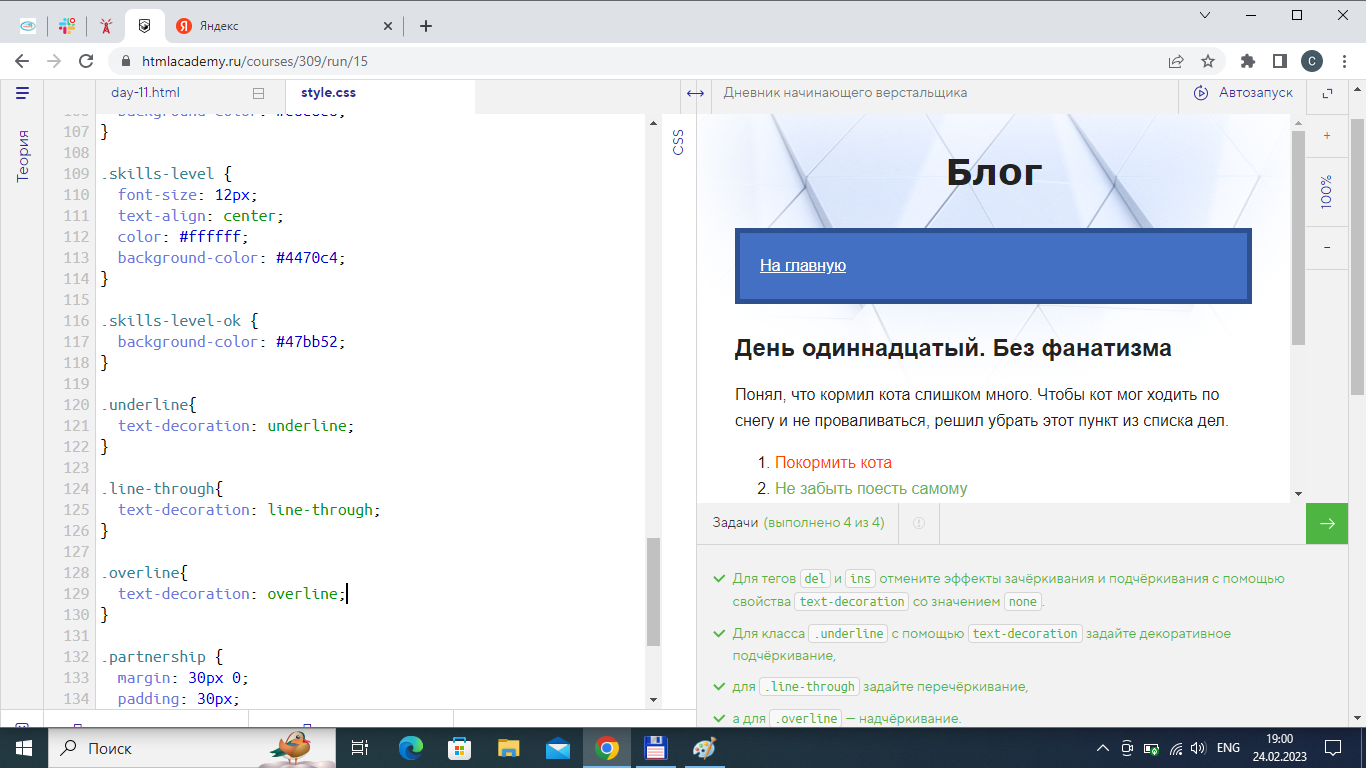 Яндекс
htmlacademy.ru/courses/309/run/15
C
day-11.html
style.css
Дневник начинающего верстальщика
Автозапуск
Теория
CSS
100%
+
−
107 }
108
109 .skills-level {
110 font-size: 12px;
111 text-align: center;
112 color: #ffffff;
113 background-color: #4470c4;
114 }
115
116 .skills-level-ok {
117 background-color: #47bb52;
118 }
119
120 .underline{
121 text-decoration: underline;
122 }
123
124 .line-through{
125 text-decoration: line-through;
126 }
127
128 .overline{
129 text-decoration: overline;
130 }
131
132 .partnership {
133 margin: 30px 0;
134 padding: 30px;
Блог
На главную
День одиннадцатый. Без фанатизма
Понял, что кормил кота слишком много. Чтобы кот мог ходить по
снегу и не проваливаться, решил убрать этот пункт из списка дел.
1. Покормить кота
2. Не забыть поесть самому
Задачи (выполнено 4 из 4)
Для тегов del и ins отмените эффекты зачёркивания и подчёркивания с помощью
свойства text-decoration со значением none.
Для класса .underline с помощью text-decoration задайте декоративное
подчёркивание,
для .line-through задайте перечёркивание,
а для .overline — надчёркивание.
Поиск
ENG
19:00
24.02.2023